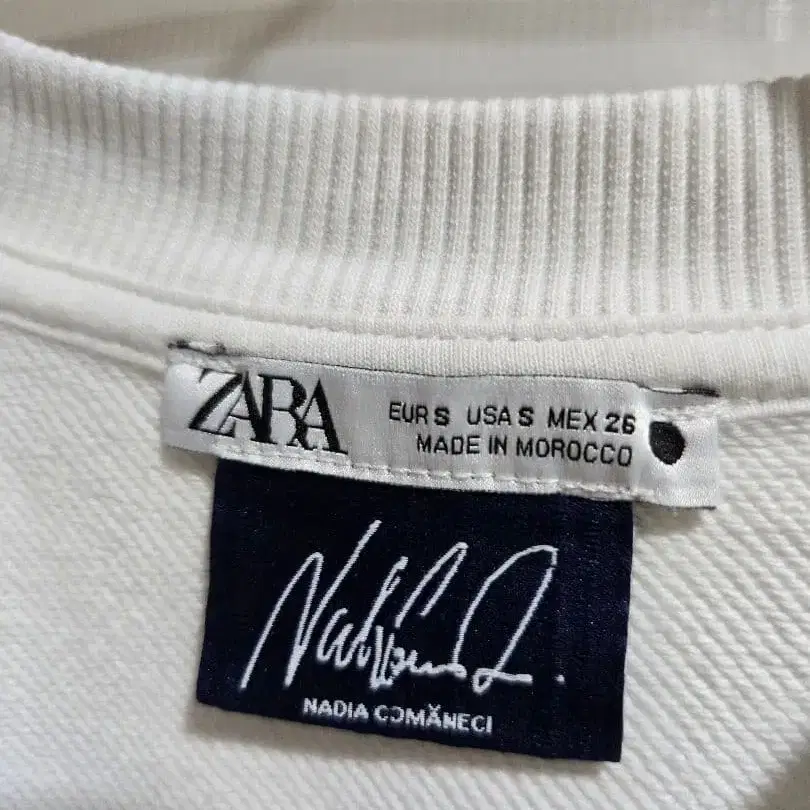 ZARA
EUR S USA S MEX 26
MADE IN MOROCCO
NADIA COMĂNECI